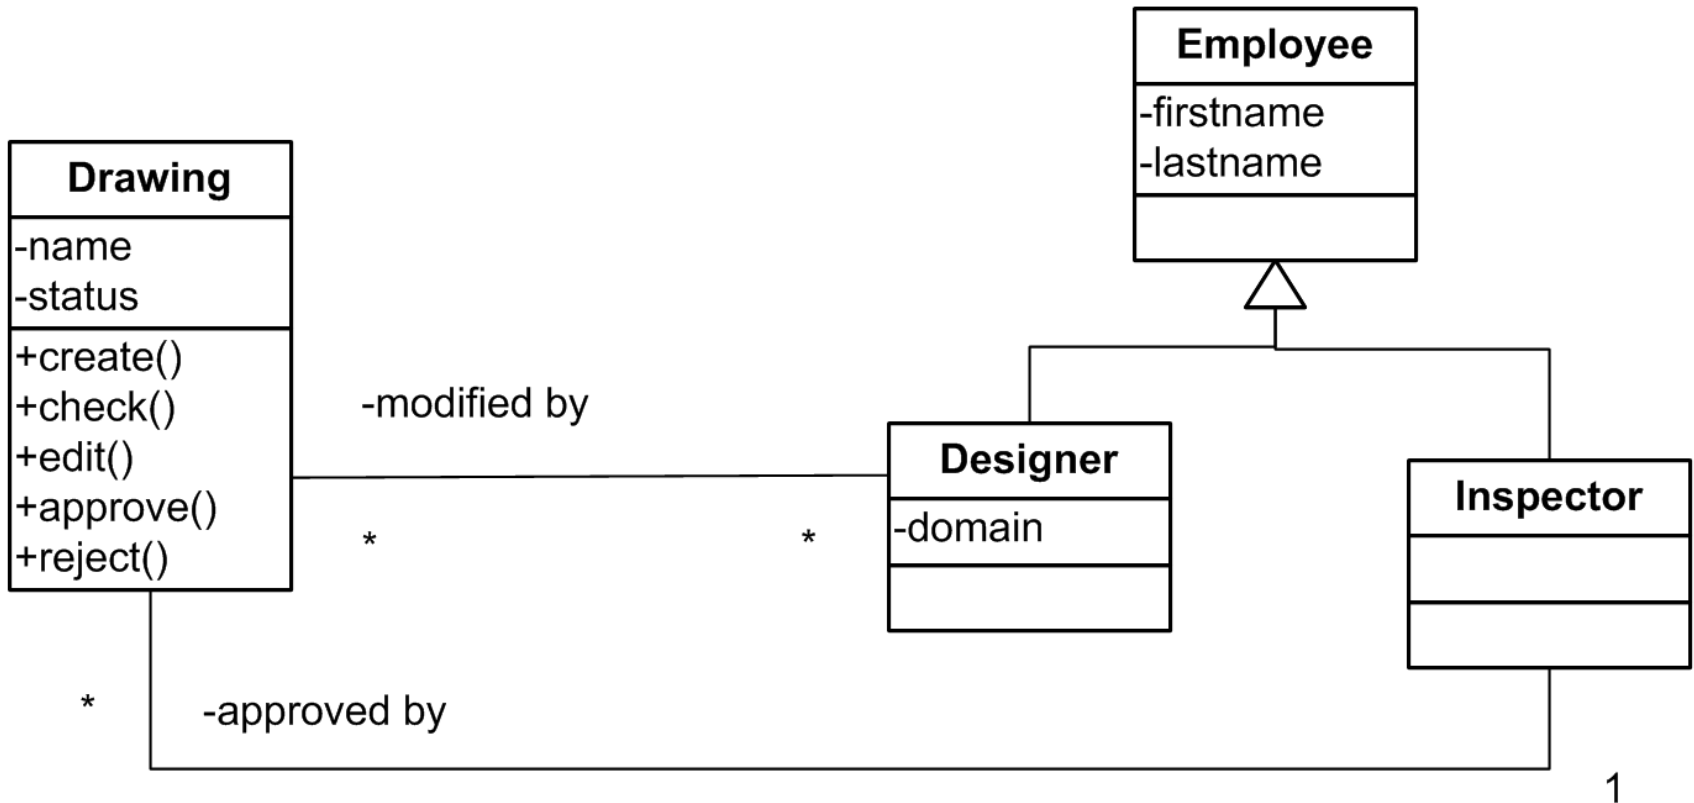 Employee
-firstname
-lastname
Drawing
-name
-status
+create()
+check()
+edit()
+approve()
+reject()
-modified by
*
*
Designer
-domain
Inspector
*
-approved by
1